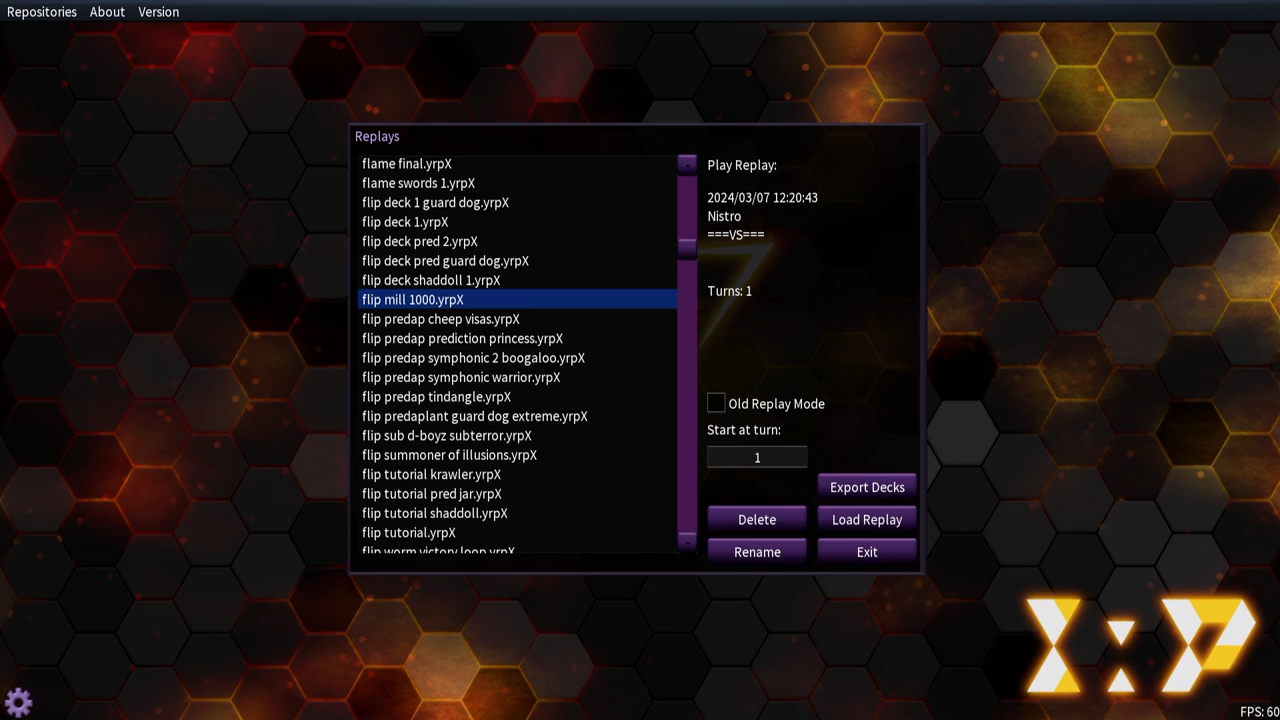 Repositories About Version
Replays
flame final.yrpX
flame swords 1.yrpX
flip deck 1 guard dog.yrpX
flip deck 1.yrpX
flip deck pred 2.yrpX
flip deck pred guard dog.yrpX
flip deck shaddoll 1.yrpX
flip mill 1000.yrpX
flip predap cheep visas.yrpX
flip predap prediction princess.yrpX
flip predap symphonic 2 boogaloo.yrpX
flip predap symphonic warrior.yrpX
flip predap tindangle.yrpX
flip predaplant guard dog extreme.yrpX
flip sub d-boyz subterror.yrpX
flip summoner of illusions.yrpX
flip tutorial krawler.yrpX
flip tutorial pred jar.yrpX
flip tutorial shaddoll.yrpX
flip tutorial.yrpX
flip worm victory loop.yrpX
Play Replay:
2024/03/07 12:20:43
Nistro
===VS===
Turns: 1
Old Replay Mode
Start at turn:
1
Export Decks
Delete
Load Replay
Rename
Exit
X:P
FPS: 60